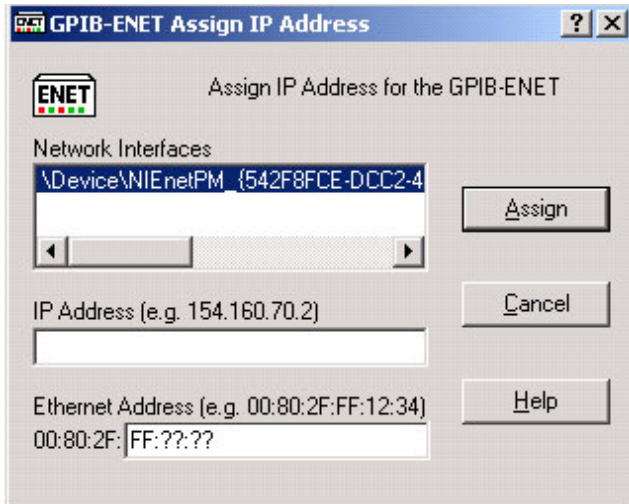 GPIB-ENET Assign IP Address
ENET
Assign IP Address for the GPIB-ENET
Network Interfaces
\Device\NIEnetPM_{542F8FCE-DCC2-4
Assign
IP Address (e.g. 154.160.70.2)
Cancel
Ethernet Address (e.g. 00:80:2F:FF:12:34)
00:80:2F: FF:??:??
Help